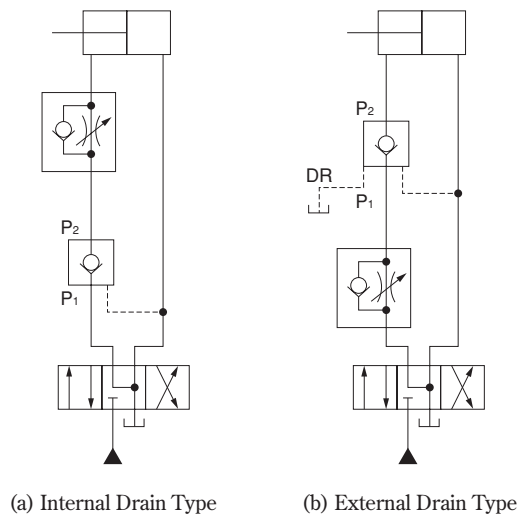 P2
P1
(a) Internal Drain Type
P2
DR
P1
(b) External Drain Type